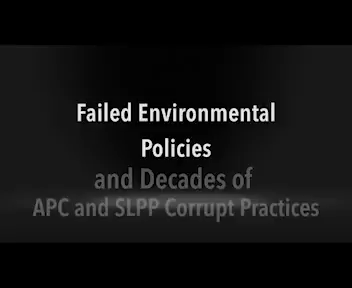 Failed Environmental
Policies
and Decades of
APC and SLPP Corrupt Practices